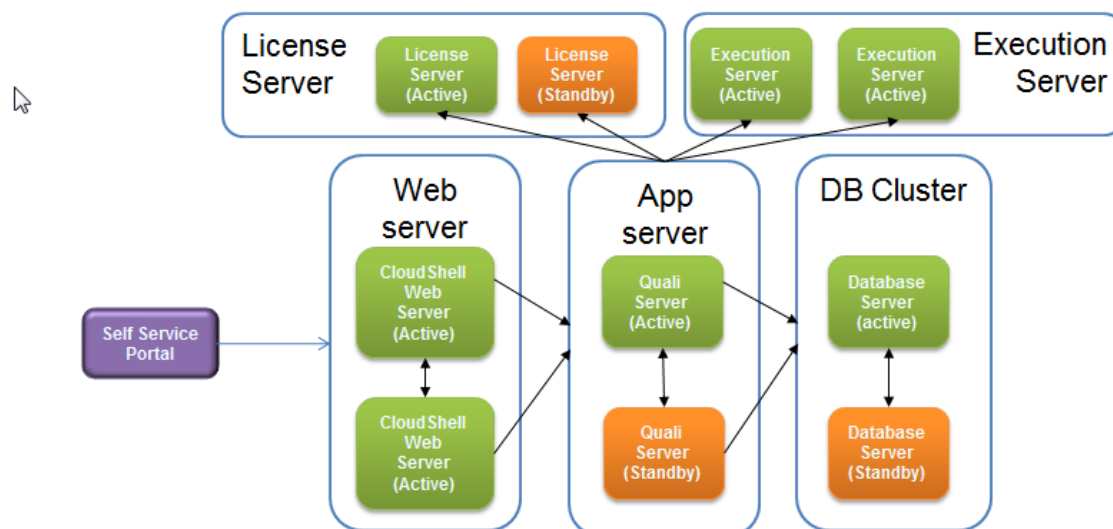 License
Server
License
Server
(Active)
License
Server
(Standby)
Execution
Server
(Active)
Execution
Server
(Active)
Execution
Server
Web
server
CloudShell
Web
Server
(Active)
CloudShell
Web
Server
(Active)
App
server
Quali
Server
(Active)
Quali
Server
(Standby)
DB Cluster
Database
Server
(active)
Database
Server
(Standby)
Self Service
Portal